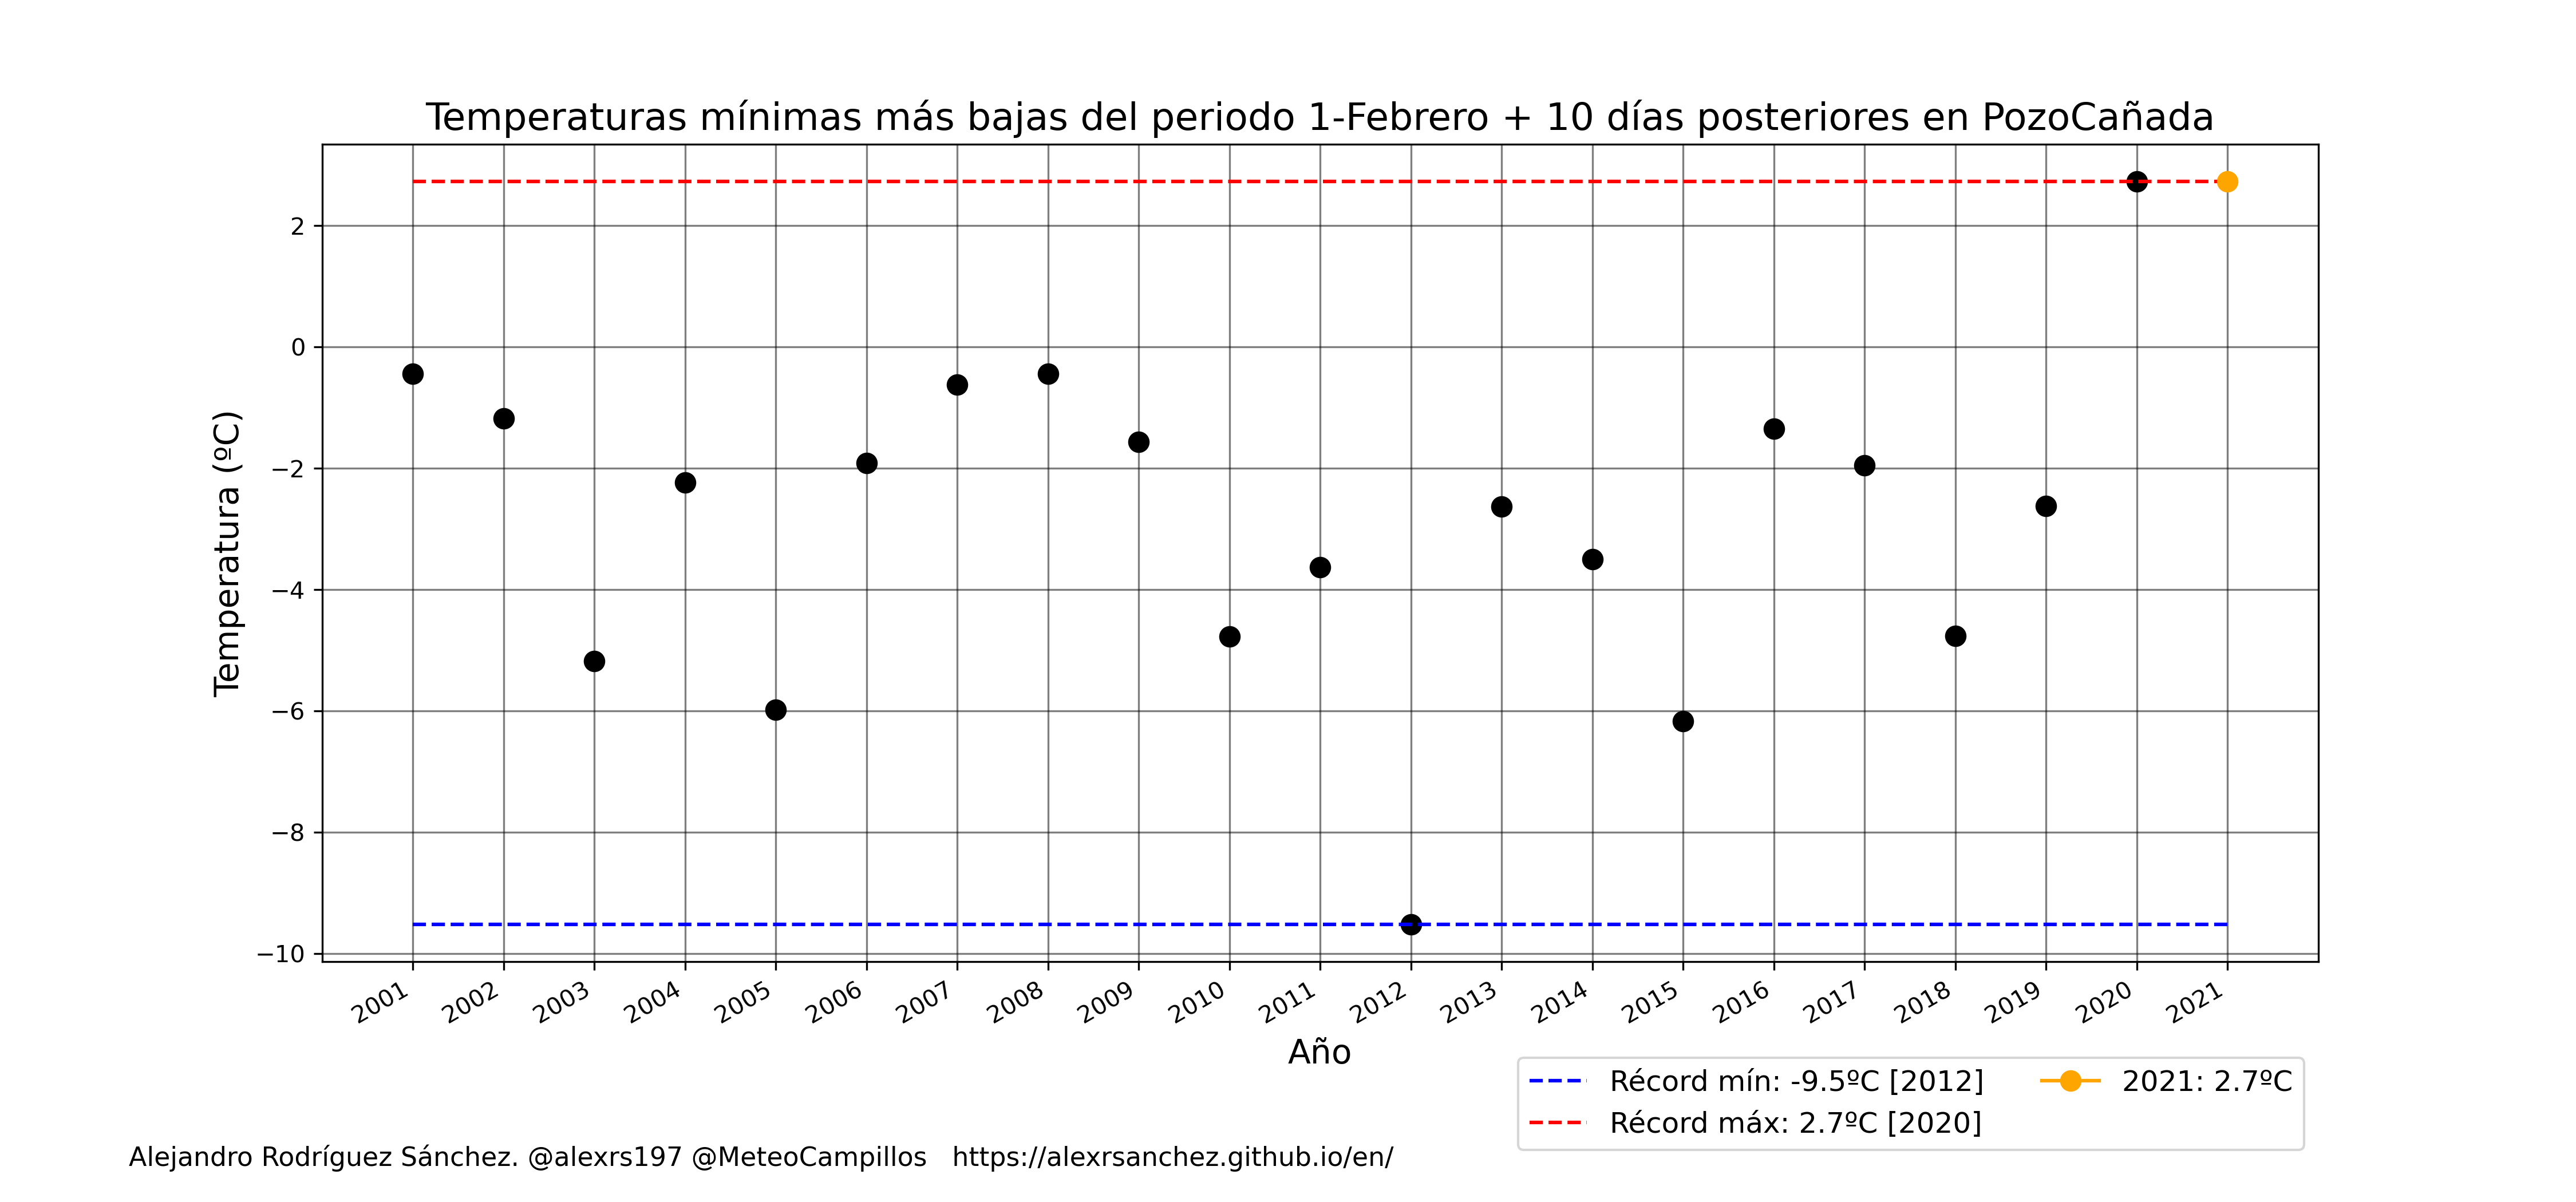 Temperaturas mínimas más bajas del periodo 1-Febrero + 10 días posteriores en PozoCañada
Temperatura (ºC)
2
0
−2
−4
−6
−8
−10
2001 2002 2003 2004 2005 2006 2007 2008 2009 2010 2011 2012 2013 2014 2015 2016 2017 2018 2019 2020 2021
Año
Récord mín: -9.5ºC [2012]
Récord máx: 2.7ºC [2020]
2021: 2.7ºC
Alejandro Rodríguez Sánchez. @alexrs197 @MeteoCampillos https://alexrsanchez.github.io/en/